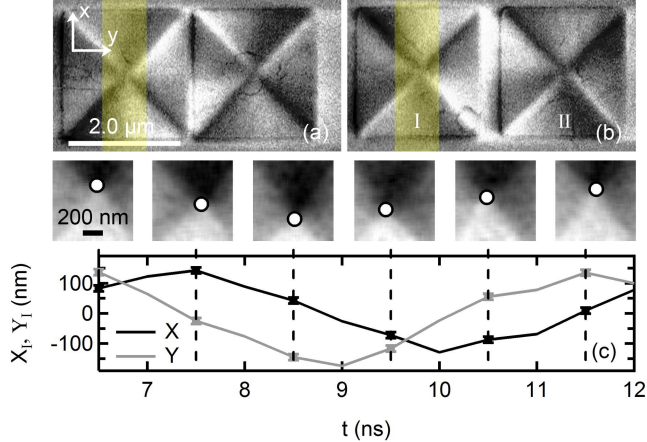 x
y
2.0 µm
(a)
I
II
(b)
200 nm
X_I, Y_I (nm)
100
0
-100
X
Y
(c)
7
8
9
10
11
12
t (ns)